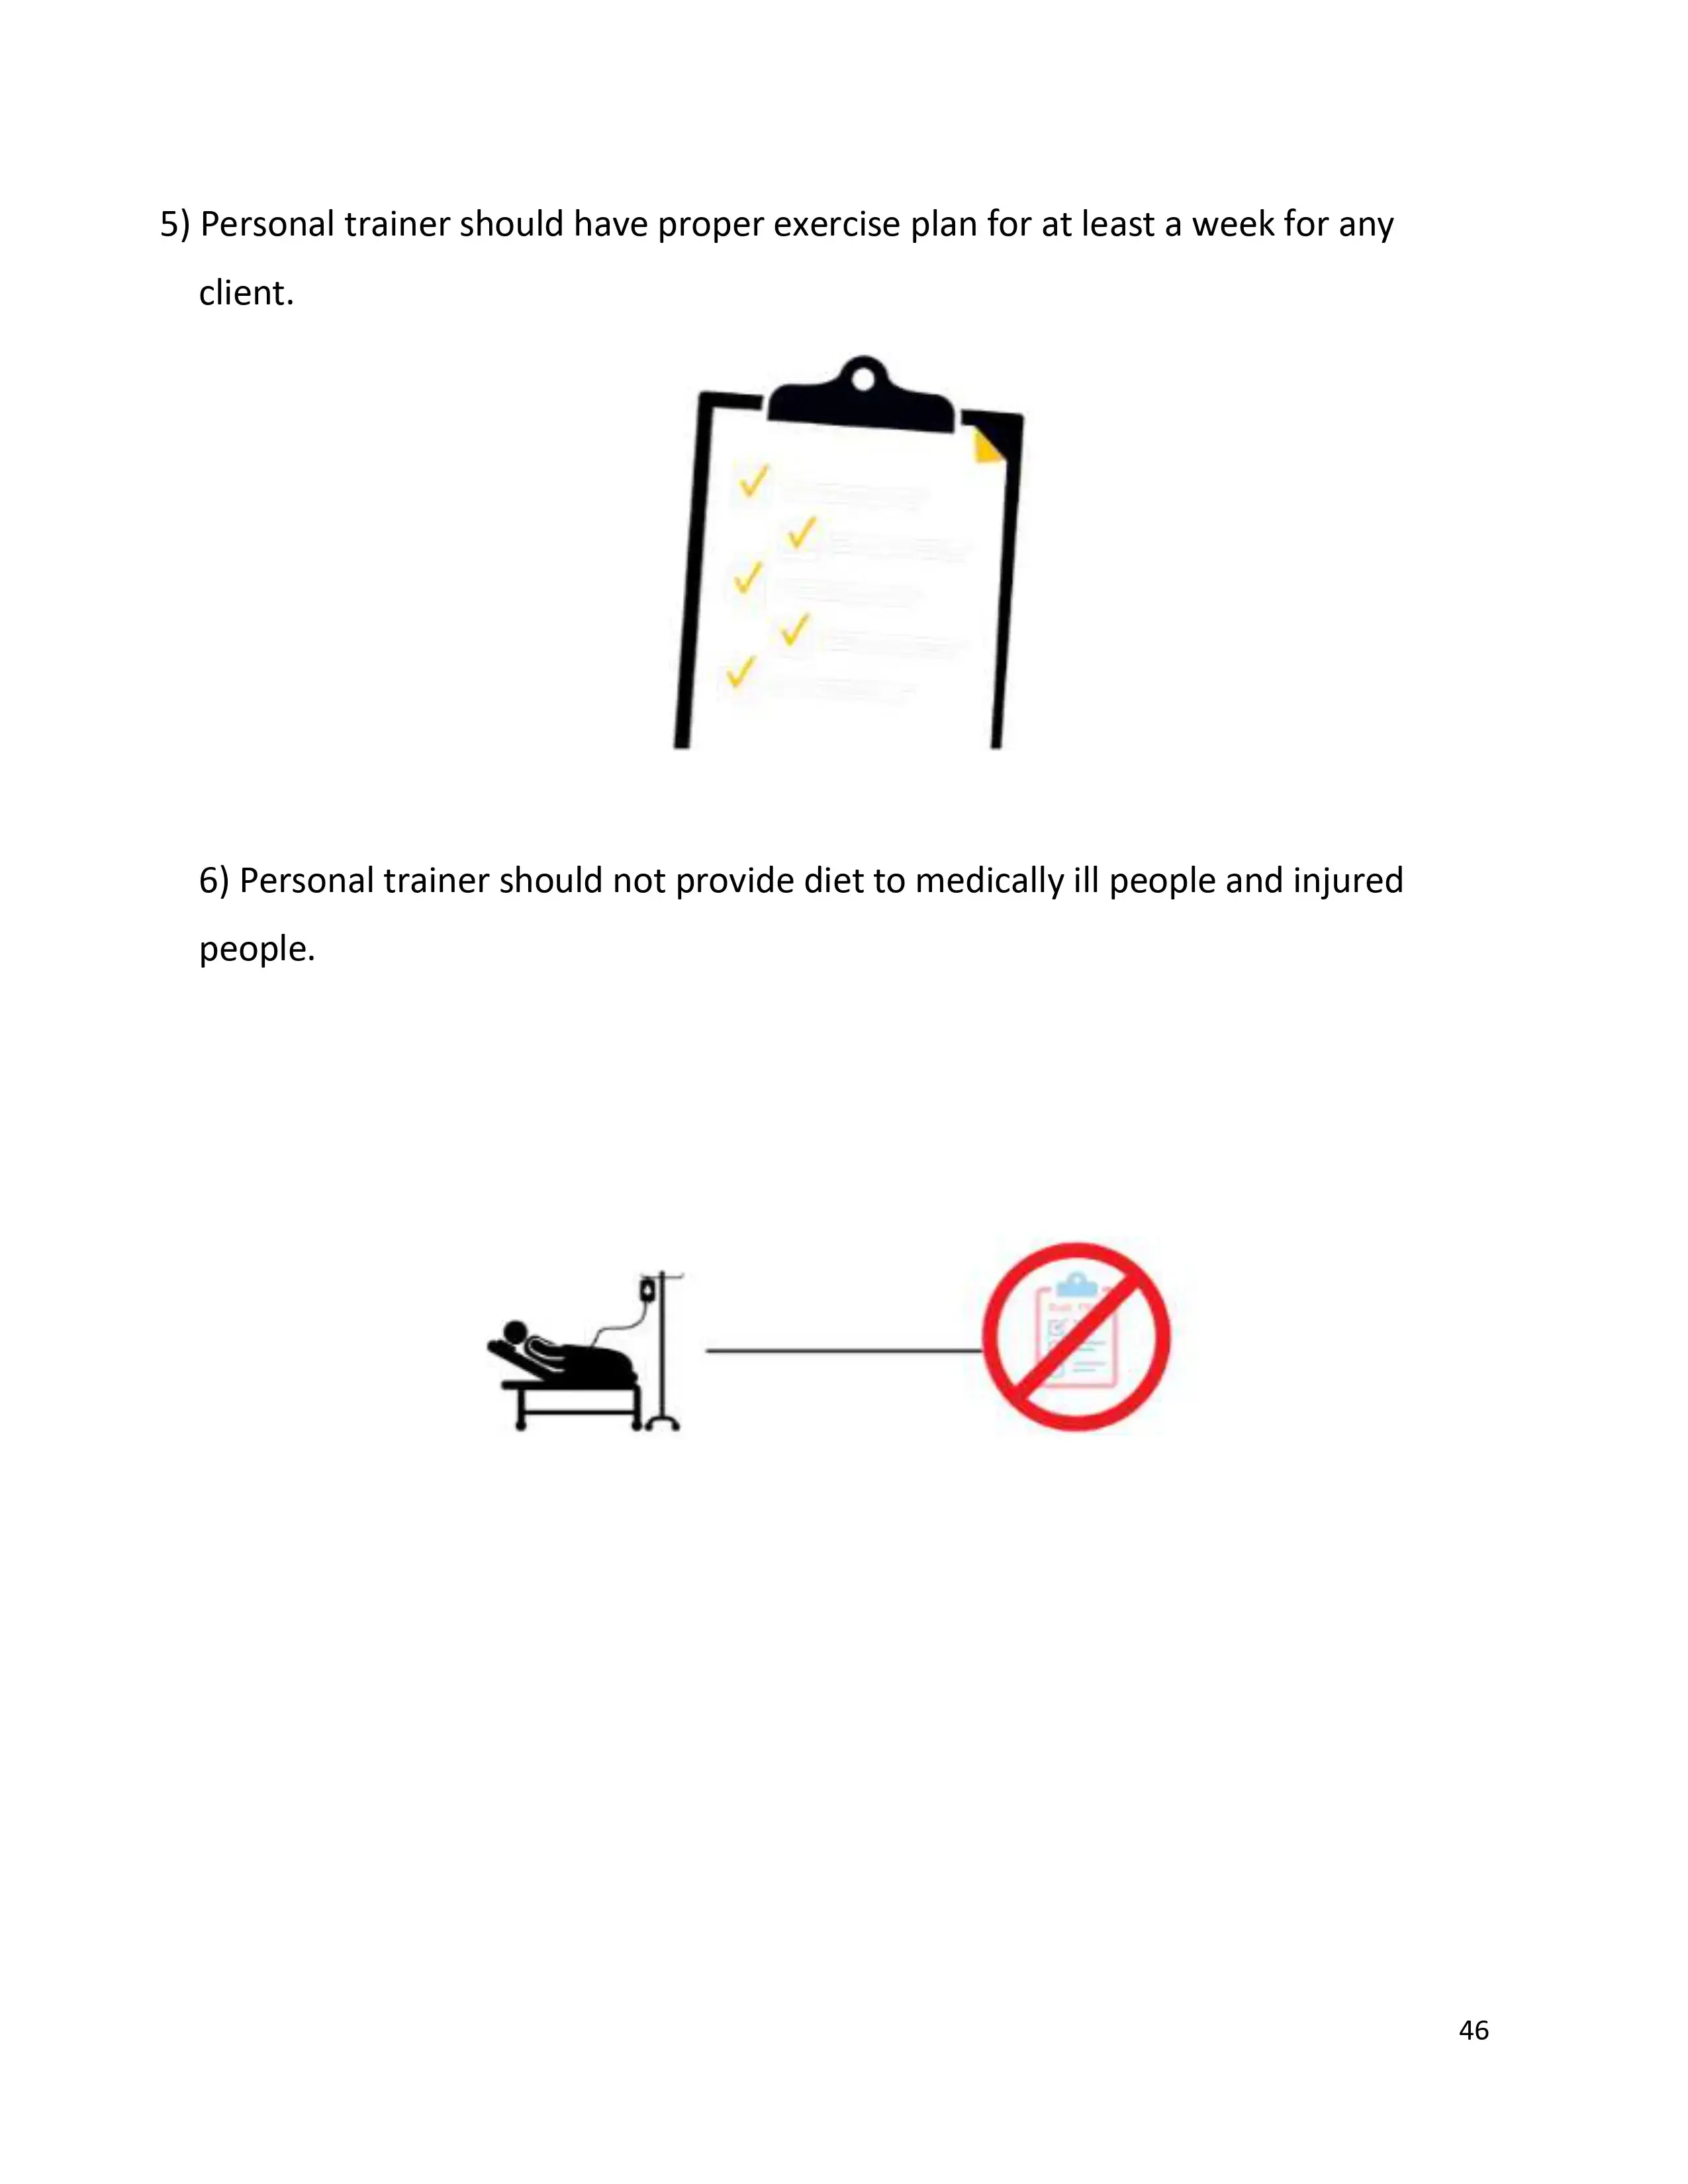 5) Personal trainer should have proper exercise plan for at least a week for any
client.
6) Personal trainer should not provide diet to medically ill people and injured
people.
46